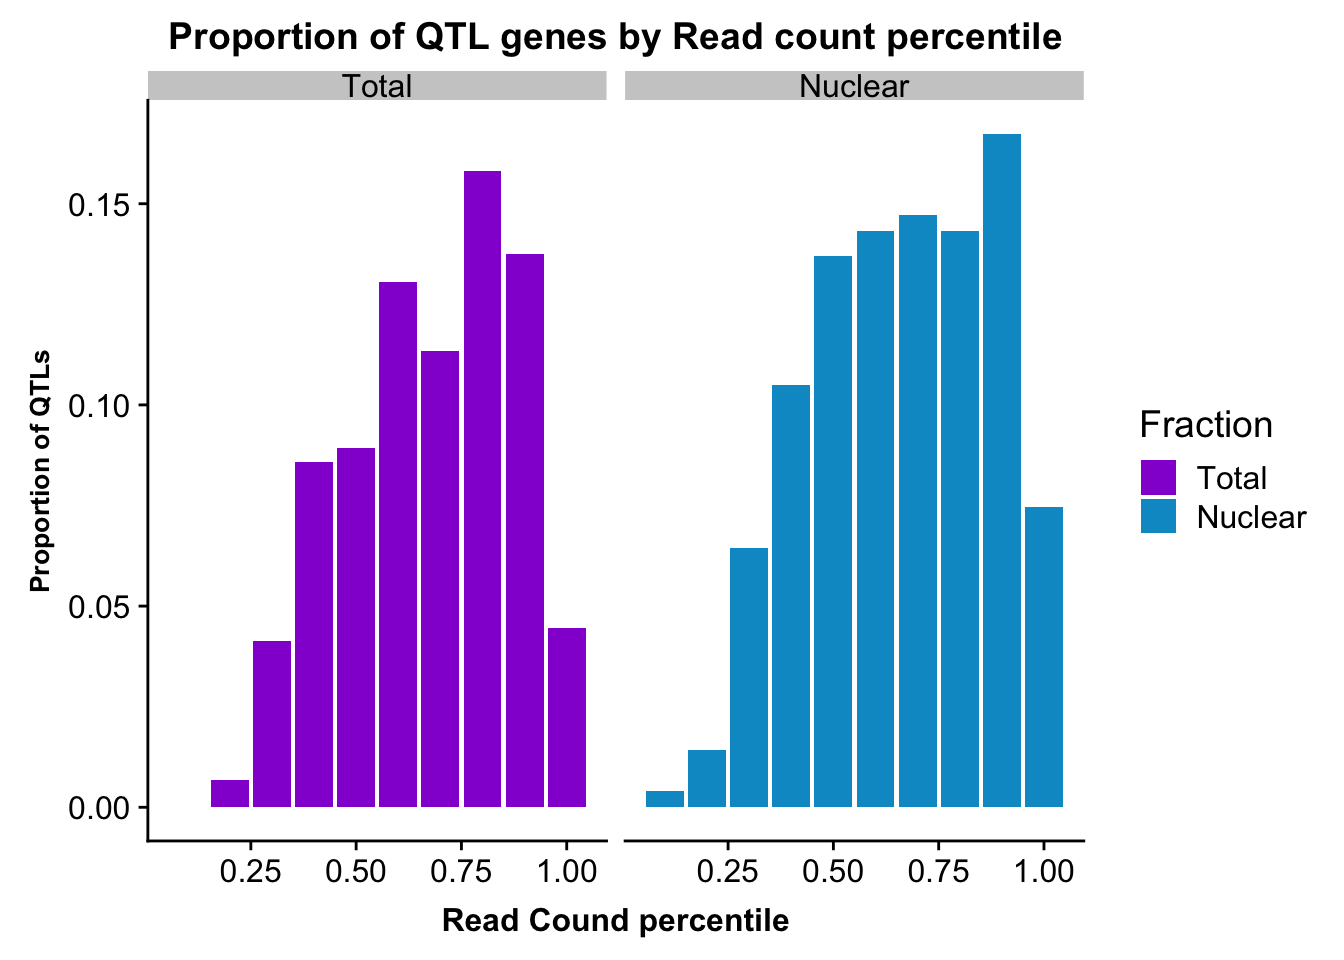 Proportion of QTL genes by Read count percentile
Total Nuclear
0.15
0.10
0.05
0.00
Proportion of QTLs
0.25 0.50 0.75 1.00 0.25 0.50 0.75 1.00
Read Cound percentile
Fraction
Total
Nuclear